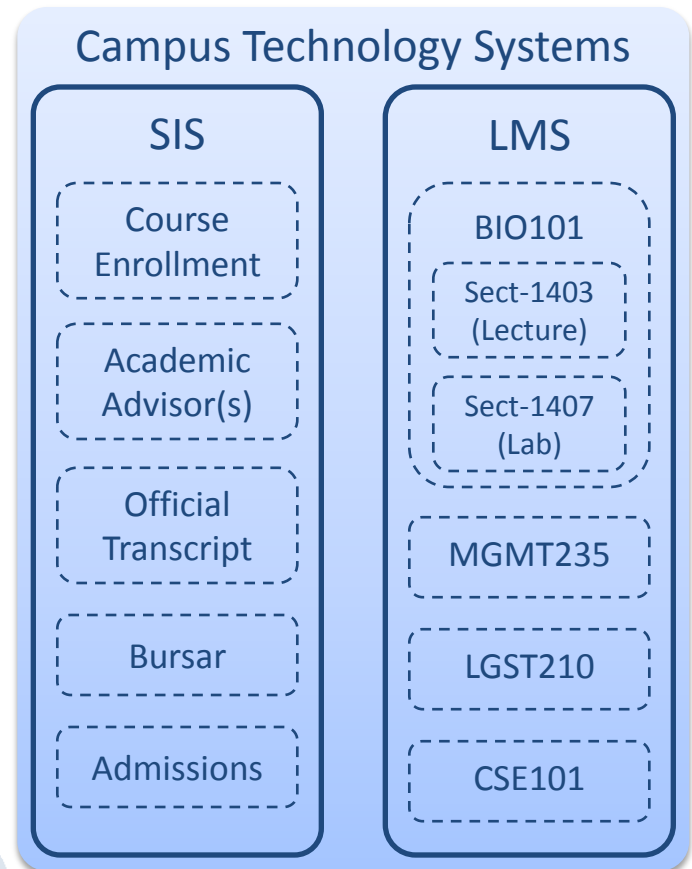 Campus Technology Systems
SIS
Course
Enrollment
Academic
Advisor(s)
Official
Transcript
Bursar
Admissions
LMS
BIO101
Sect-1403
(Lecture)
Sect-1407
(Lab)
MGMT235
LGST210
CSE101